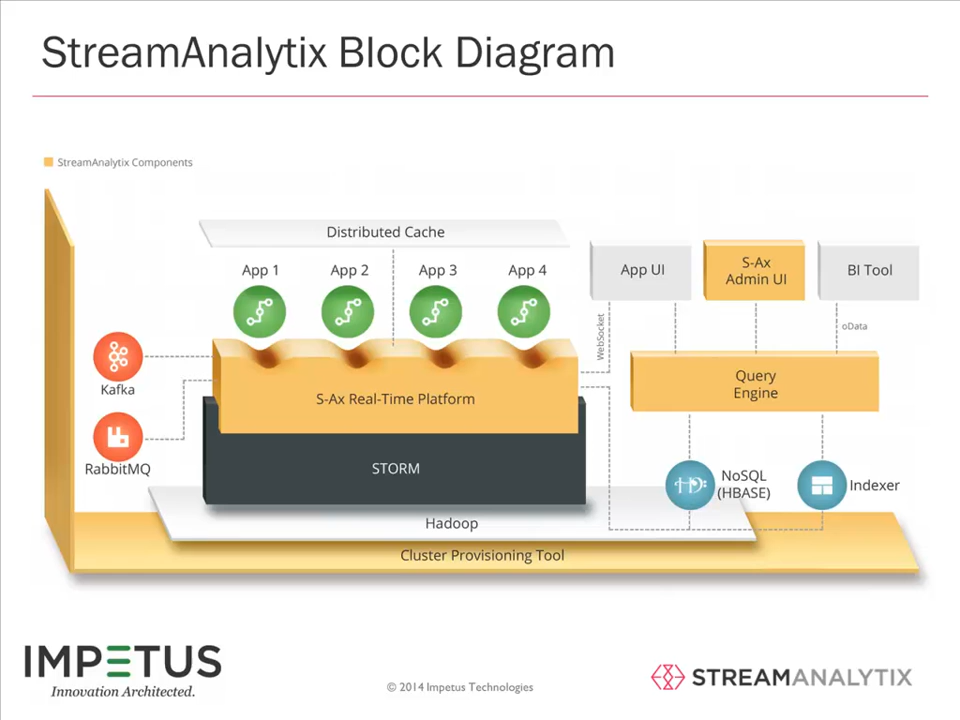 StreamAnalytix Block Diagram
StreamAnalytix Components
Distributed Cache
App 1
App 2
App 3
App 4
App UI
S-Ax
Admin UI
BI Tool
WebSocket
oData
Kafka
S-Ax Real-Time Platform
Query
Engine
RabbitMQ
STORM
NoSQL
(HBASE)
Indexer
Hadoop
Cluster Provisioning Tool
IMPETUS
Innovation Architected.
© 2014 Impetus Technologies
STREAMANALYTIX